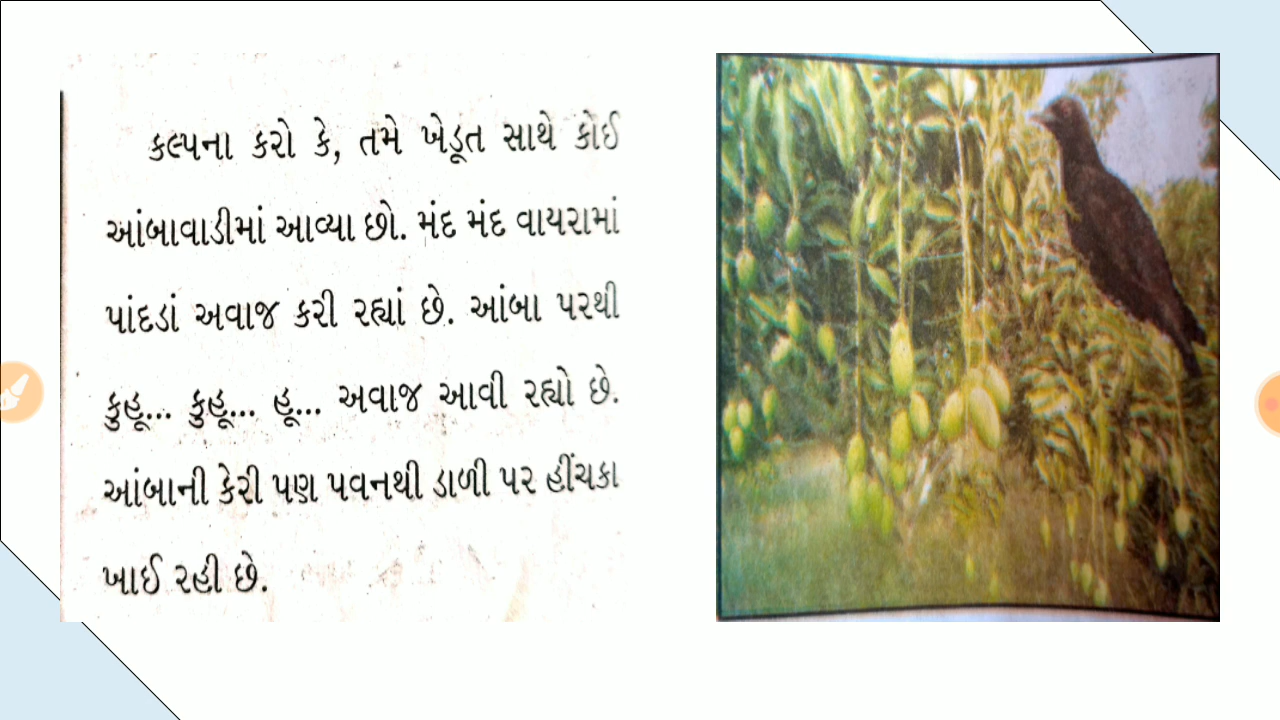 કલ્પના કરો કે, તમે ખેડૂત સાથે કોઈ
આંબાવાડીમાં આવ્યા છો. મંદ મંદ વાયરામાં
પાંદડાં અવાજ કરી રહ્યાં છે. આંબા પરથી
કુહૂ... કુહૂ... હૂ... અવાજ આવી રહ્યો છે.
આંબાની કેરી પણ પવનથી ડાળી પર હીંચકા
ખાઈ રહી છે.